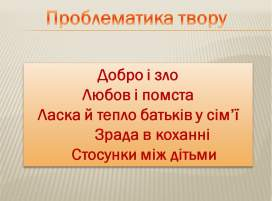 Проблематика твору
Добро і зло
Любов і помста
Ласка й тепло батьків у сім’ї
Зрада в коханні
Стосунки між дітьми